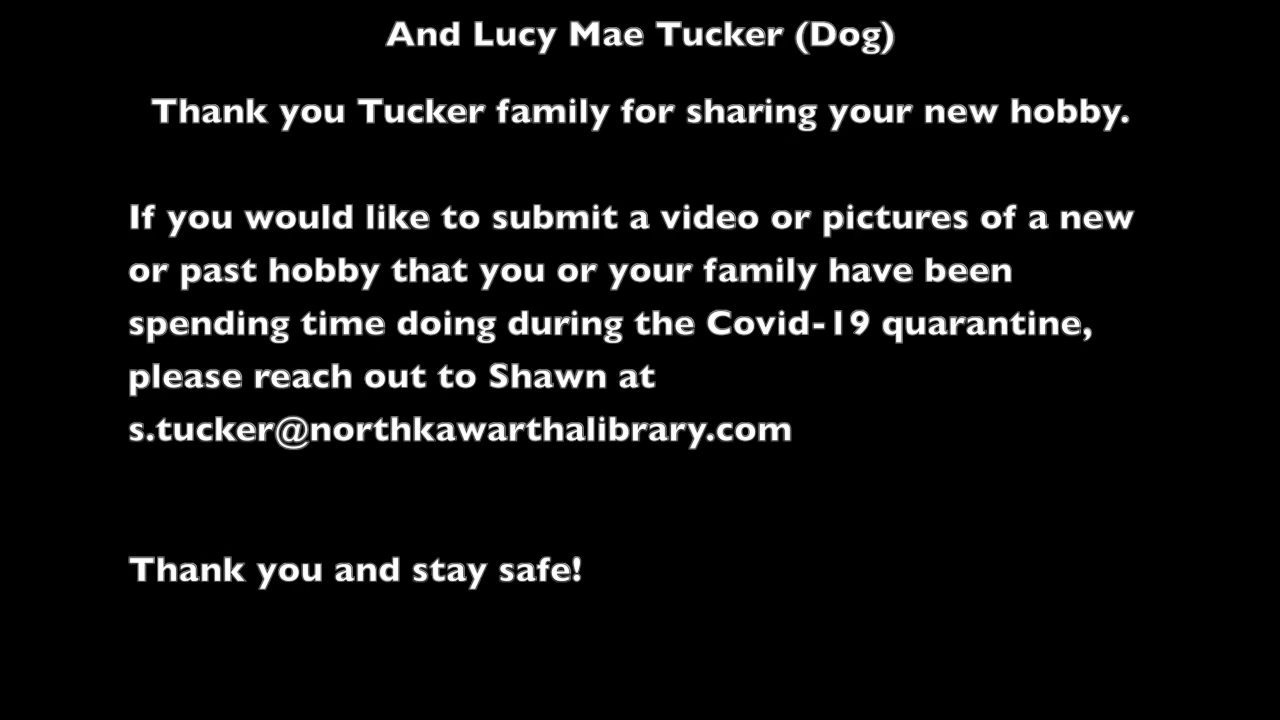 And Lucy Mae Tucker (Dog)
Thank you Tucker family for sharing your new hobby.
If you would like to submit a video or pictures of a new
or past hobby that you or your family have been
spending time doing during the Covid-19 quarantine,
please reach out to Shawn at
s.tucker@northkawarthalibrary.com
Thank you and stay safe!